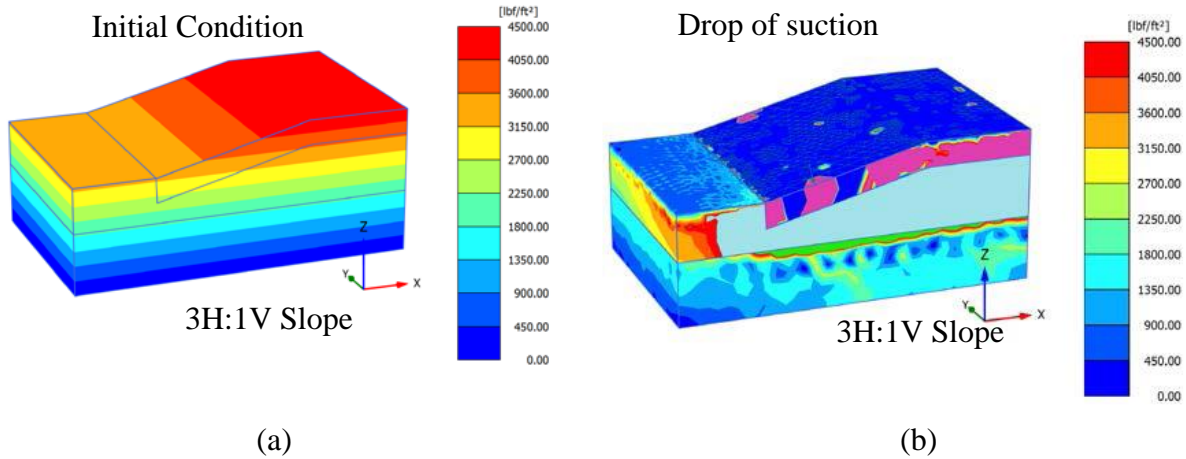 Initial Condition
[lbf/ft²]
4500.00
4050.00
3600.00
3150.00
2700.00
2250.00
1800.00
1350.00
900.00
450.00
0.00
Z
Y
X
3H:1V Slope
(a)
Drop of suction
[lbf/ft²]
4500.00
4050.00
3600.00
3150.00
2700.00
2250.00
1800.00
1350.00
900.00
450.00
0.00
Z
Y
X
3H:1V Slope
(b)